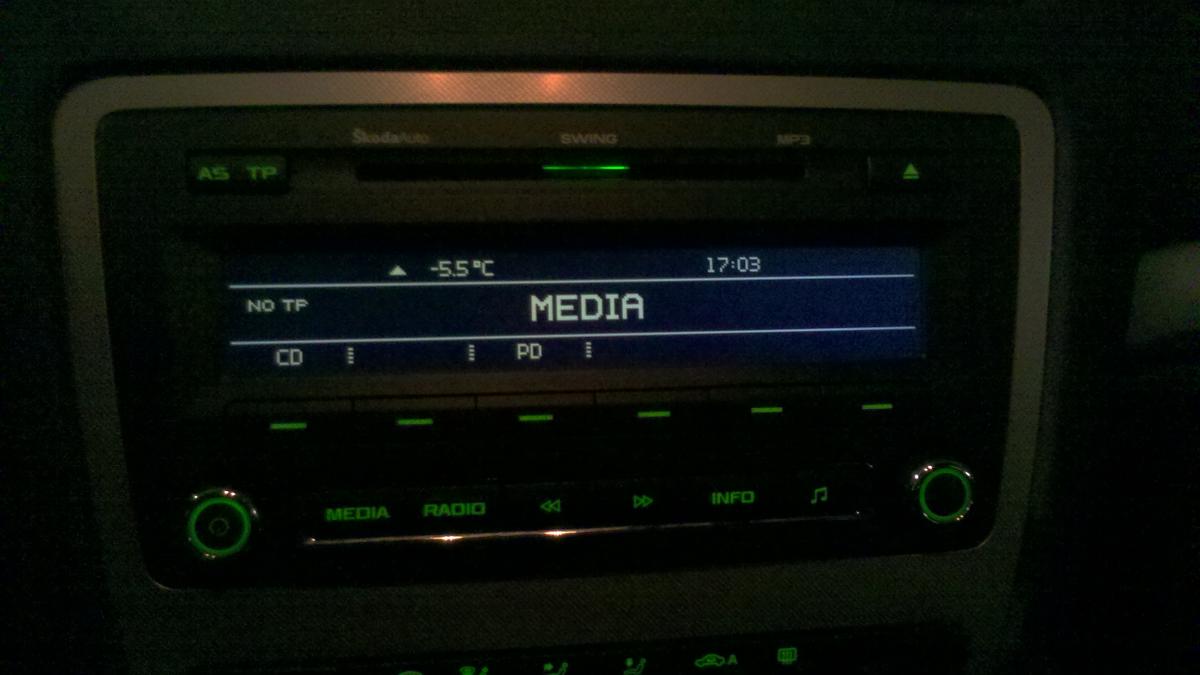 ŠkodaAuto SWING MP3
AS TP
-5.5°C 17:03
NO TP MEDIA
CD PD
MEDIA RADIO INFO
A